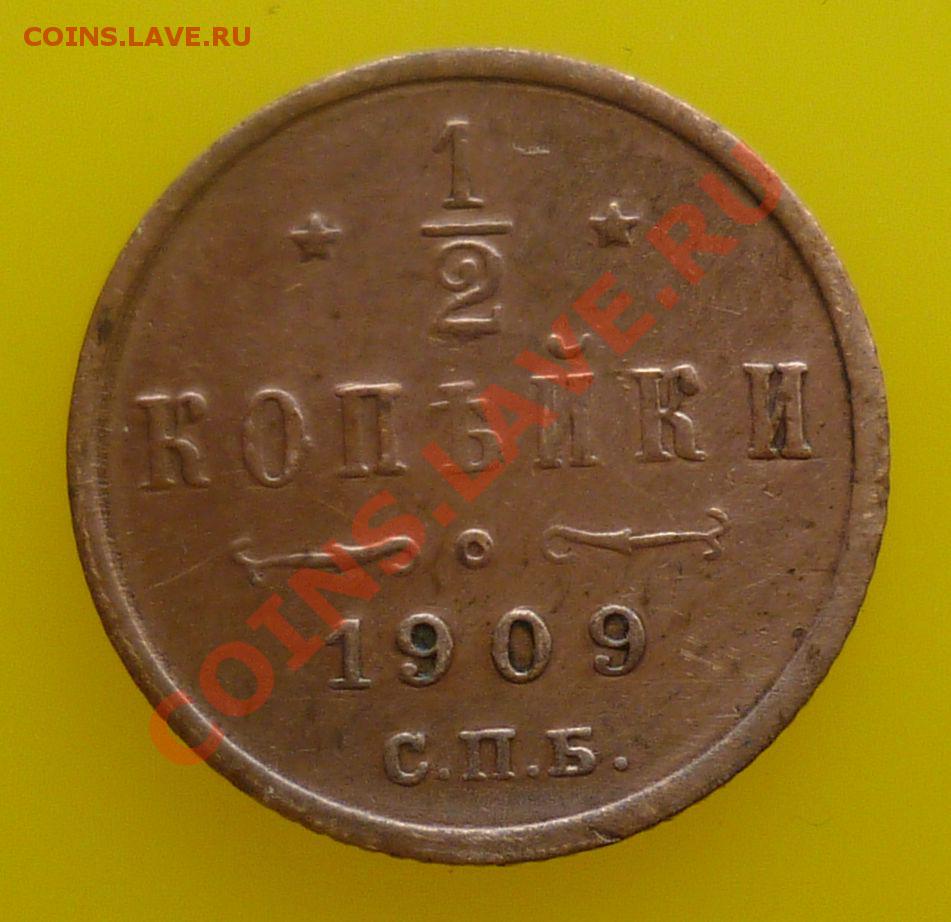 COINS.LAVE.RU
1
2
КОПѢЙКИ
1909
С.П.Б.
COINS.LAVE.RU